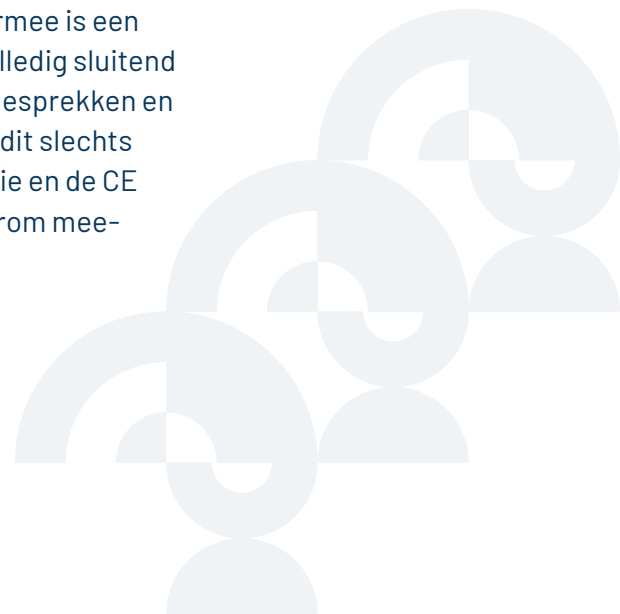 rmee is een
lledig sluitend
esprekken en
dit slechts
ie en de CE
rom mee-